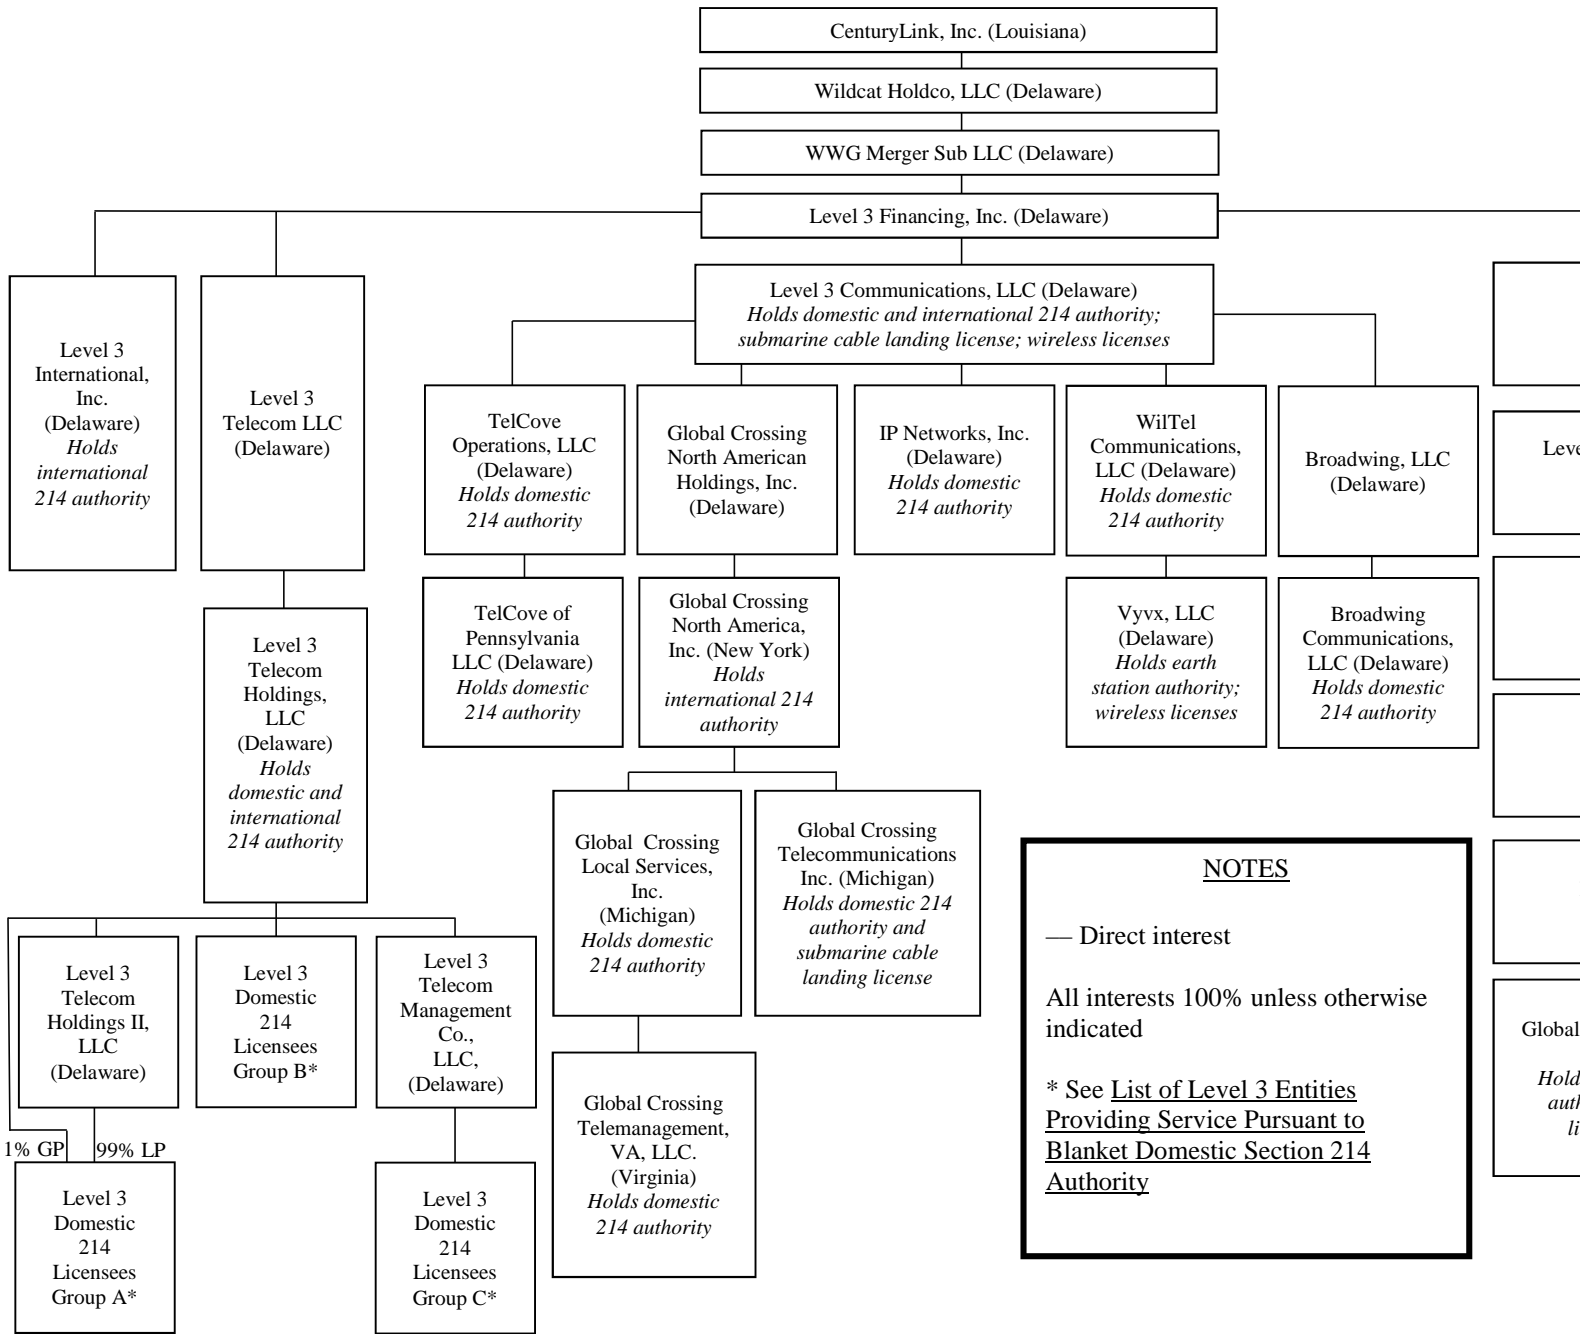 CenturyLink, Inc. (Louisiana)
Wildcat Holdco, LLC (Delaware)
WWG Merger Sub LLC (Delaware)
Level 3 Financing, Inc. (Delaware)
Level 3
International,
Inc.
(Delaware)
Holds
international
214 authority
Level 3
Telecom LLC
(Delaware)
Level 3 Communications, LLC (Delaware)
Holds domestic and international 214 authority;
submarine cable landing license; wireless licenses
TelCove
Operations, LLC
(Delaware)
Holds domestic
214 authority
Global Crossing
North American
Holdings, Inc.
(Delaware)
IP Networks, Inc.
(Delaware)
Holds domestic
214 authority
WilTel
Communications,
LLC (Delaware)
Holds domestic
214 authority
Broadwing, LLC
(Delaware)
Level 3
Telecom
Holdings,
LLC
(Delaware)
Holds
domestic and
international
214 authority
TelCove of
Pennsylvania
LLC (Delaware)
Holds domestic
214 authority
Global Crossing
North America,
Inc. (New York)
Holds
international 214
authority
Vyvx, LLC
(Delaware)
Holds earth
station authority;
wireless licenses
Broadwing
Communications,
LLC (Delaware)
Holds domestic
214 authority
Global  Crossing
Local Services,
Inc.
(Michigan)
Holds domestic
214 authority
Global Crossing
Telecommunications
Inc. (Michigan)
Holds domestic 214
authority and
submarine cable
landing license
Level 3
Telecom
Holdings II,
LLC
(Delaware)
Level 3
Domestic
214
Licensees
Group B*
Level 3
Telecom
Management
Co.,
LLC,
(Delaware)
Global Crossing
Telemanagement,
VA, LLC.
(Virginia)
Holds domestic
214 authority
1% GP
99% LP
Level 3
Domestic
214
Licensees
Group A*
Level 3
Domestic
214
Licensees
Group C*
NOTES
— Direct interest
All interests 100% unless otherwise
indicated
* See List of Level 3 Entities
Providing Service Pursuant to
Blanket Domestic Section 214
Authority
Leve
Global
Hold
auth
li